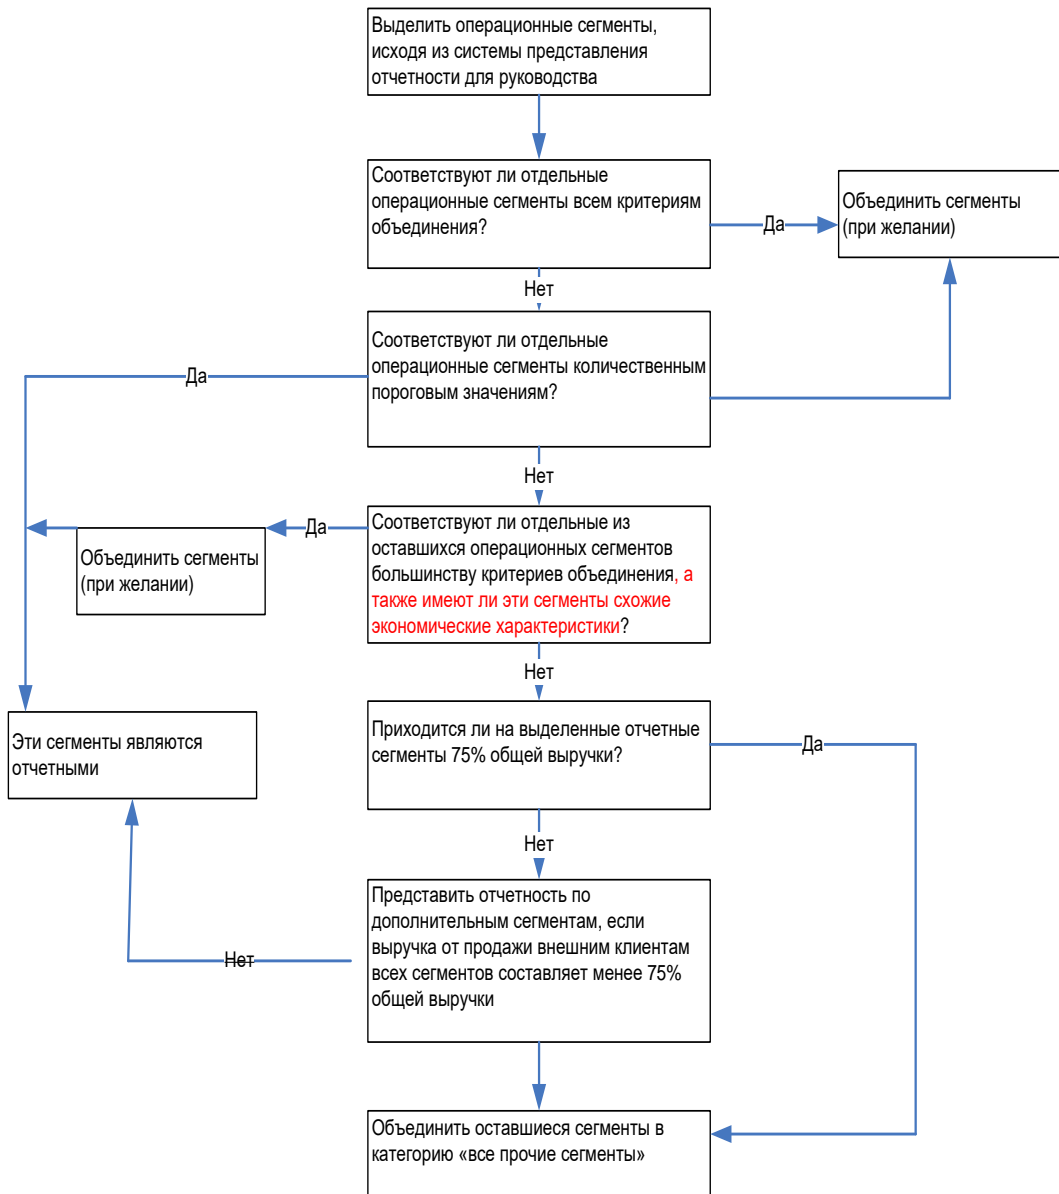 Выделить операционные сегменты,
исходя из системы представления
отчетности для руководства
Соответствуют ли отдельные
операционные сегменты всем критериям
объединения?
Да
Объединить сегменты
(при желании)
Нет
Соответствуют ли отдельные
операционные сегменты количественным
пороговым значениям?
Да
Нет
Соответствуют ли отдельные из
оставшихся операционных сегментов
большинству критериев объединения, а
также имеют ли эти сегменты схожие
экономические характеристики?
Да
Объединить сегменты
(при желании)
Нет
Эти сегменты являются
отчетными
Приходится ли на выделенные отчетные
сегменты 75% общей выручки?
Да
Нет
Представить отчетность по
дополнительным сегментам, если
выручка от продажи внешним клиентам
всех сегментов составляет менее 75%
общей выручки
Нет
Объединить оставшиеся сегменты в
категорию «все прочие сегменты»